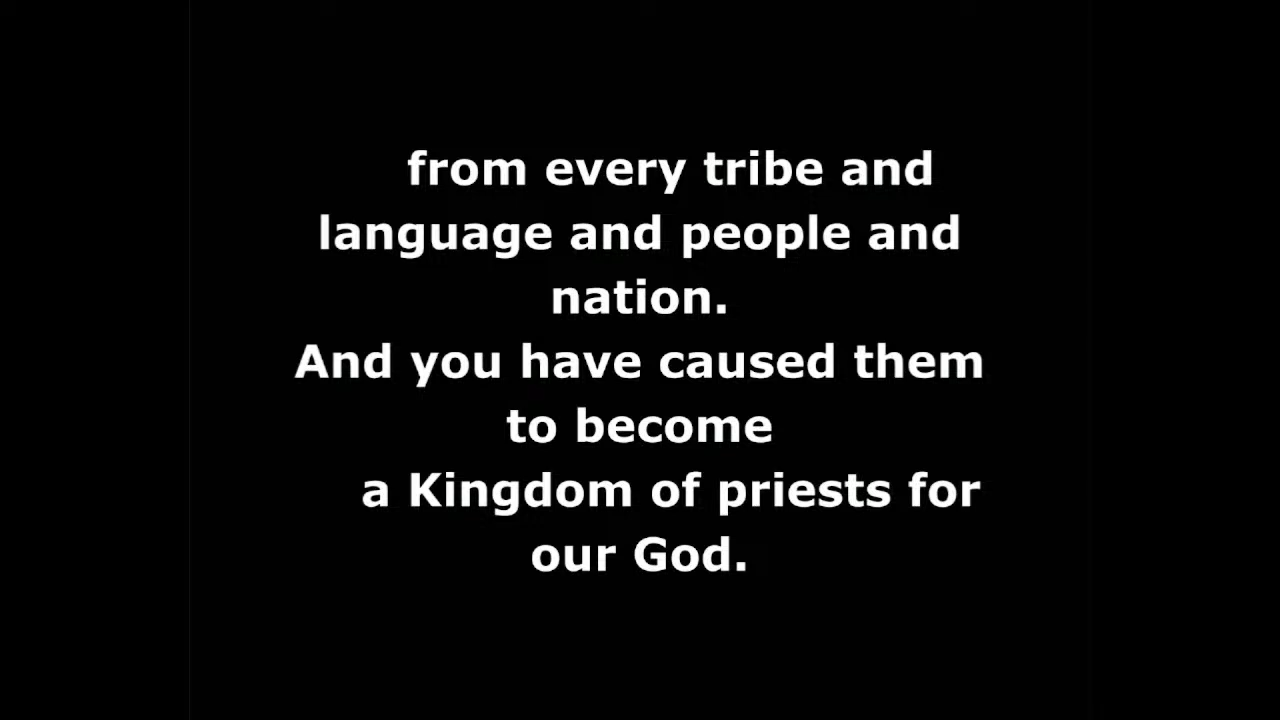 from every tribe and
language and people and
nation.
And you have caused them
to become
a Kingdom of priests for
our God.